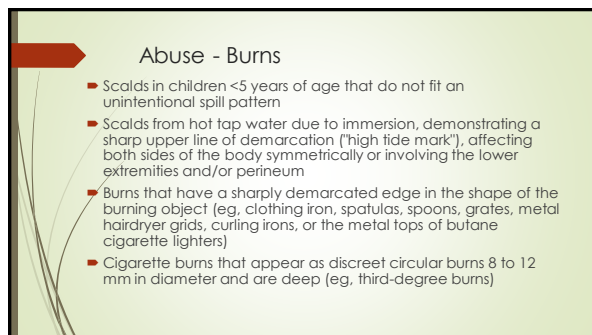 Abuse - Burns
Scalds in children <5 years of age that do not fit an
unintentional spill pattern
Scalds from hot tap water due to immersion, demonstrating a
sharp upper line of demarcation ("high tide mark"), affecting
both sides of the body symmetrically or involving the lower
extremities and/or perineum
Burns that have a sharply demarcated edge in the shape of the
burning object (eg, clothing iron, spatulas, spoons, grates, metal
hairdryer grids, curling irons, or the metal tops of butane
cigarette lighters)
Cigarette burns that appear as discreet circular burns 8 to 12
mm in diameter and are deep (eg, third-degree burns)